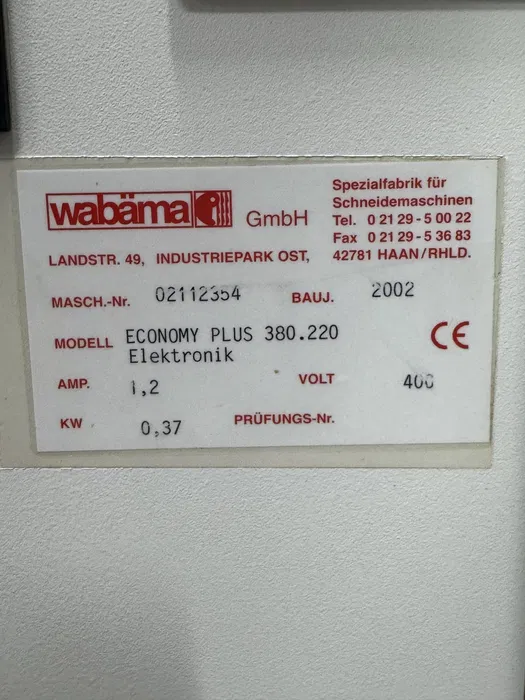 wabäma GmbH
Spezialfabrik für
Schneidemaschinen
Tel. 0 21 29 - 5 00 22
Fax 0 21 29 - 5 36 83
LANDSTR. 49, INDUSTRIEPARK OST, 42781 HAAN/RHLD.
MASCH.-Nr. 02112354 BAUJ. 2002
MODELL ECONOMY PLUS 380.220
Elektronik
CE
AMP. 1,2 VOLT 400
KW 0,37 PRÜFUNGS-Nr.